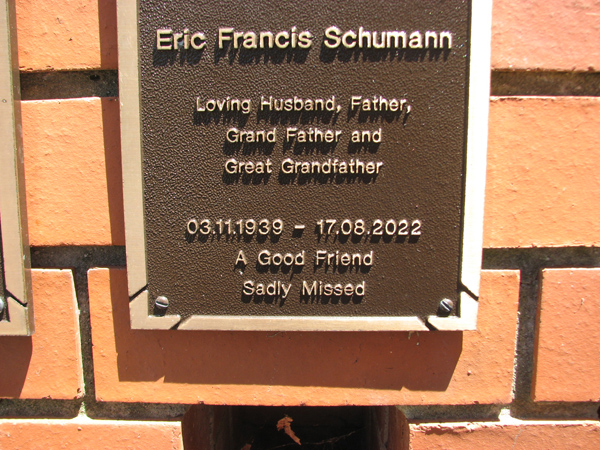 Eric Francis Schumann
Loving Husband, Father,
Grand Father and
Great Grandfather
03.11.1939 - 17.08.2022
A Good Friend
Sadly Missed